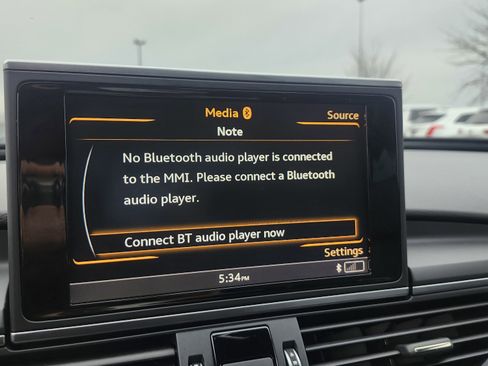 Media
Source
Note
No Bluetooth audio player is connected
to the MMI. Please connect a Bluetooth
audio player.
Connect BT audio player now
Settings
5:34PM